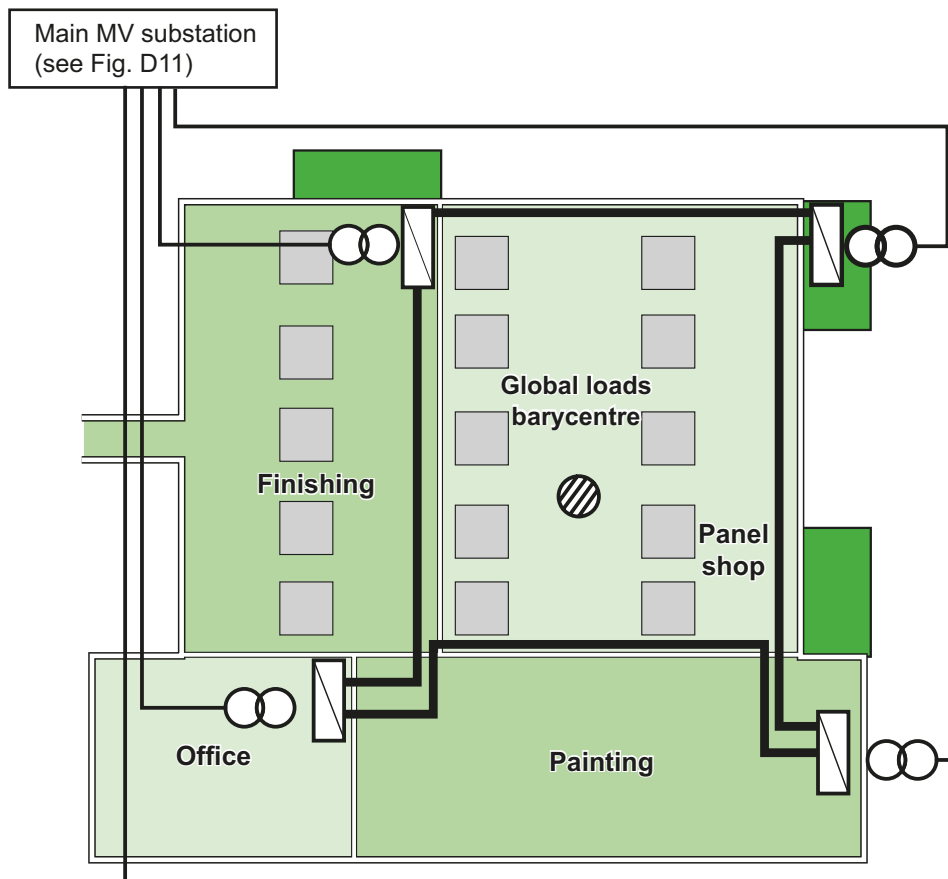 Main MV substation
(see Fig. D11)
Global loads
barycentre
Finishing
Panel
shop
Office
Painting